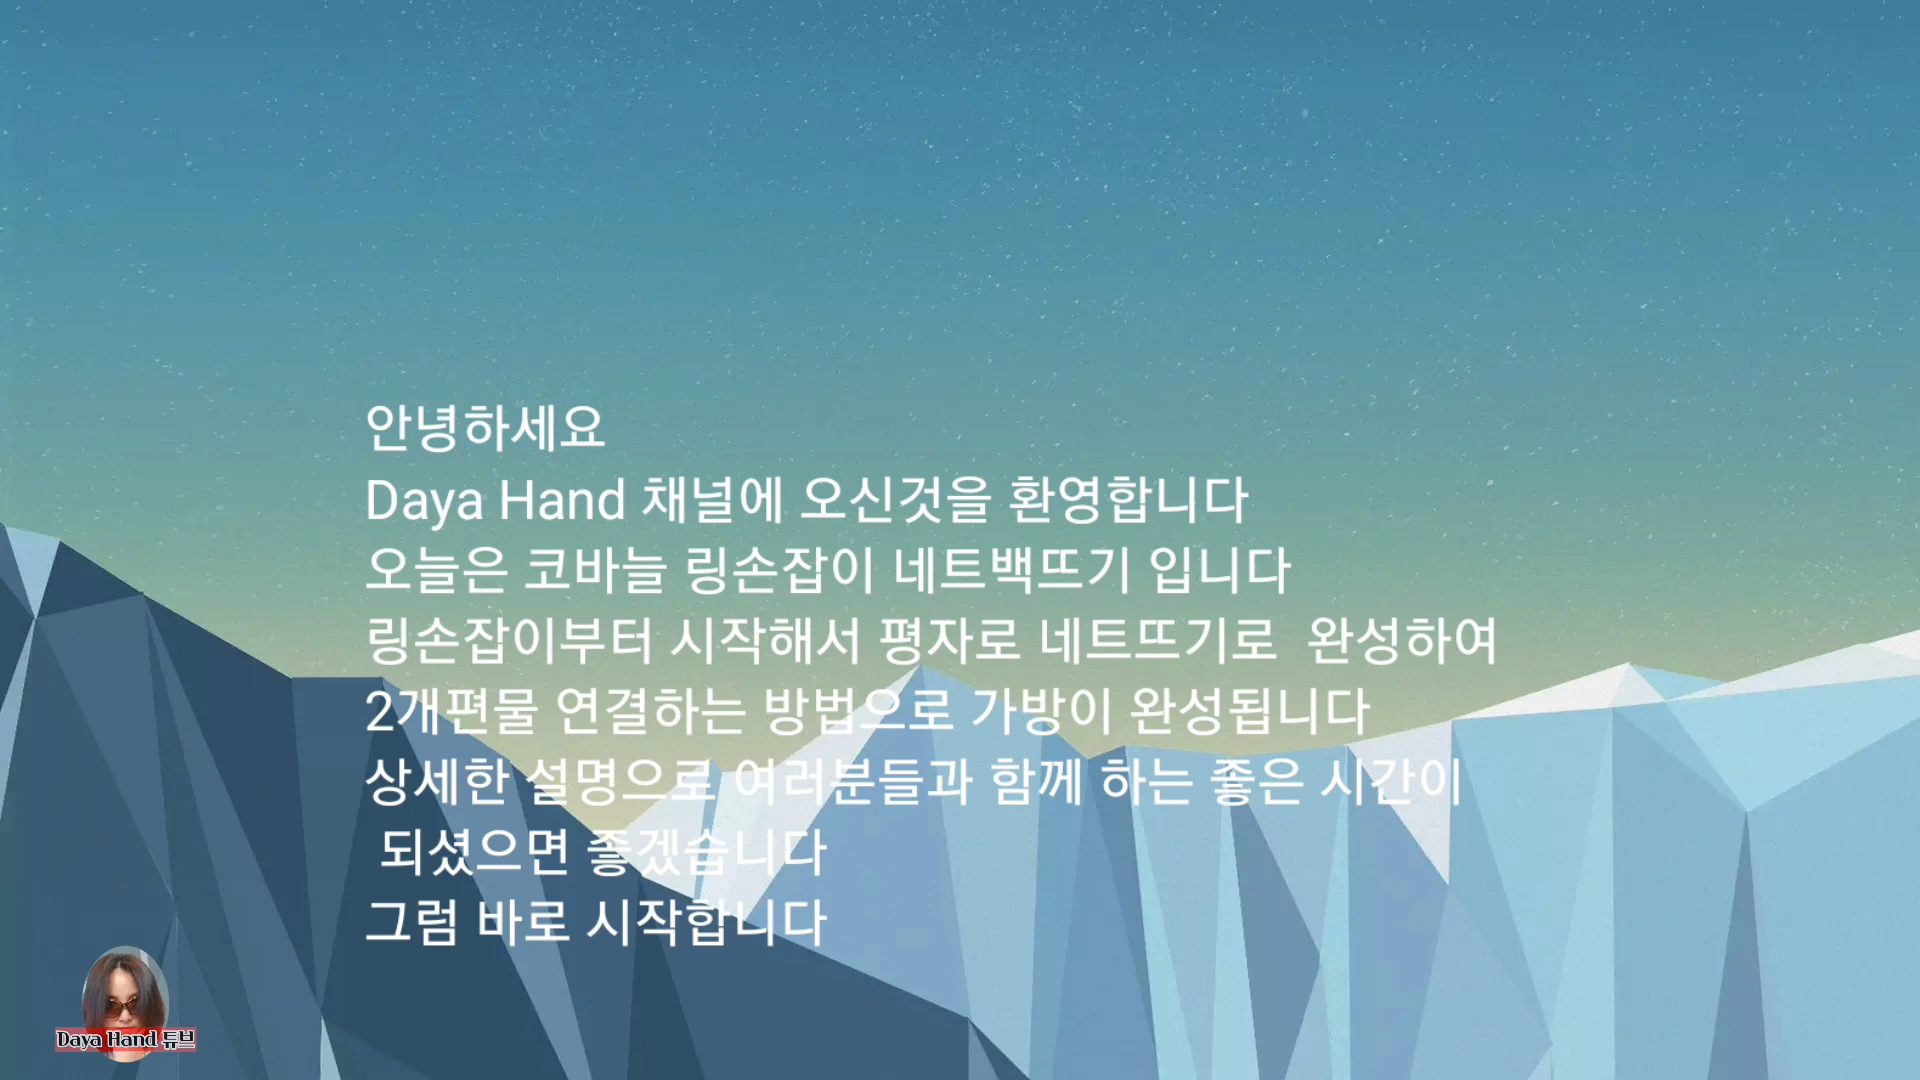 안녕하세요
Daya Hand 채널에 오신것을 환영합니다
오늘은 코바늘 링손잡이 네트백뜨기 입니다
링손잡이부터 시작해서 평자로 네트뜨기로 완성하여
2개편물 연결하는 방법으로 가방이 완성됩니다
상세한 설명으로 여러분들과 함께 하는 좋은 시간이
되셨으면 좋겠습니다
그럼 바로 시작합니다
Daya Hand 튜브